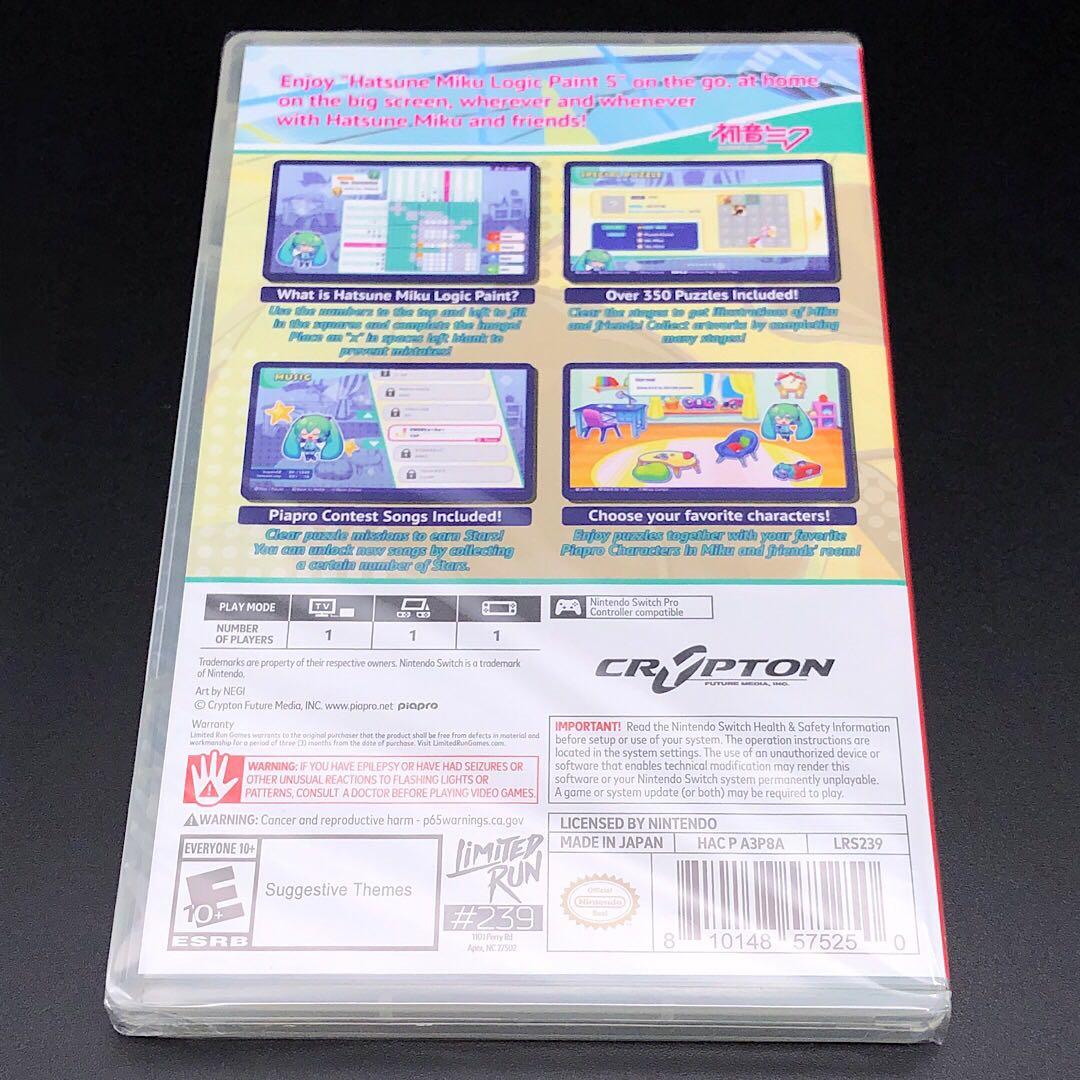 Enjoy "Hatsune Miku Logic Paint S" on the go, at home
on the big screen, wherever and whenever
with Hatsune Miku and friends!
初音ミク
SPECIAL PUZZLE
What is Hatsune Miku Logic Paint?
Use the numbers to the top and left to fill
in the squares and complete the image!
Place an "x" in spaces left blank to
prevent mistakes!
Over 350 Puzzles Included!
Clear the stages to get illustrations of Miku
and friends! Collect artworks by completing
many stages!
MUSIC
Piapro Contest Songs Included!
Clear puzzle missions to earn Stars!
You can unlock new songs by collecting
a certain number of Stars.
Choose your favorite characters!
Enjoy puzzles together with your favorite
Piapro Characters in Miku and friends' room!
PLAY MODE
TV
NUMBER
OF PLAYERS
1 1 1
Nintendo Switch Pro
Controller compatible
Trademarks are property of their respective owners. Nintendo Switch is a trademark
of Nintendo.
Art by NEGI
© Crypton Future Media, INC. www.piapro.net piapro
CRYPTON
FUTURE MEDIA, INC.
Warranty
Limited Run Games warrants to the original purchaser that the product shall be free from defects in material and
workmanship for a period of three (3) months from the date of purchase. Visit LimitedRunGames.com.
WARNING: IF YOU HAVE EPILEPSY OR HAVE HAD SEIZURES OR
OTHER UNUSUAL REACTIONS TO FLASHING LIGHTS OR
PATTERNS, CONSULT A DOCTOR BEFORE PLAYING VIDEO GAMES.
WARNING: Cancer and reproductive harm - p65warnings.ca.gov
IMPORTANT! Read the Nintendo Switch Health & Safety Information
before setup or use of your system. The operation instructions are
located in the system settings. The use of an unauthorized device or
software that enables technical modification may render this
software or your Nintendo Switch system permanently unplayable.
A game or system update (or both) may be required to play.
EVERYONE 10+
E
10+
ESRB
Suggestive Themes
LIMITED
RUN
#239
1101 Perry Rd
Apex, NC 27502
LICENSED BY NINTENDO
MADE IN JAPAN HAC P A3P8A LRS239
Official
Nintendo
Seal
8 10148 57525 0